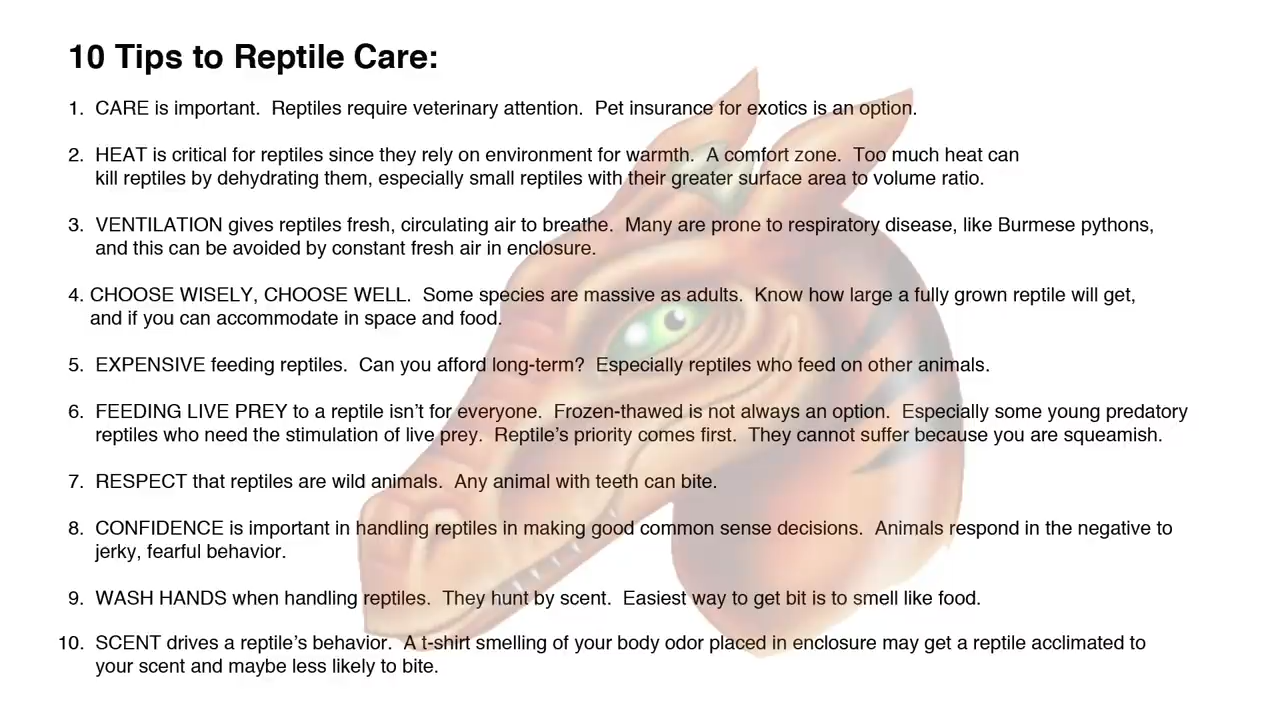 10 Tips to Reptile Care:
1. CARE is important. Reptiles require veterinary attention. Pet insurance for exotics is an option.
2. HEAT is critical for reptiles since they rely on environment for warmth. A comfort zone. Too much heat can
kill reptiles by dehydrating them, especially small reptiles with their greater surface area to volume ratio.
3. VENTILATION gives reptiles fresh, circulating air to breathe. Many are prone to respiratory disease, like Burmese pythons,
and this can be avoided by constant fresh air in enclosure.
4. CHOOSE WISELY, CHOOSE WELL. Some species are massive as adults. Know how large a fully grown reptile will get,
and if you can accommodate in space and food.
5. EXPENSIVE feeding reptiles. Can you afford long-term? Especially reptiles who feed on other animals.
6. FEEDING LIVE PREY to a reptile isn't for everyone. Frozen-thawed is not always an option. Especially some young predatory
reptiles who need the stimulation of live prey. Reptile's priority comes first. They cannot suffer because you are squeamish.
7. RESPECT that reptiles are wild animals. Any animal with teeth can bite.
8. CONFIDENCE is important in handling reptiles in making good common sense decisions. Animals respond in the negative to
jerky, fearful behavior.
9. WASH HANDS when handling reptiles. They hunt by scent. Easiest way to get bit is to smell like food.
10. SCENT drives a reptile's behavior. A t-shirt smelling of your body odor placed in enclosure may get a reptile acclimated to
your scent and maybe less likely to bite.